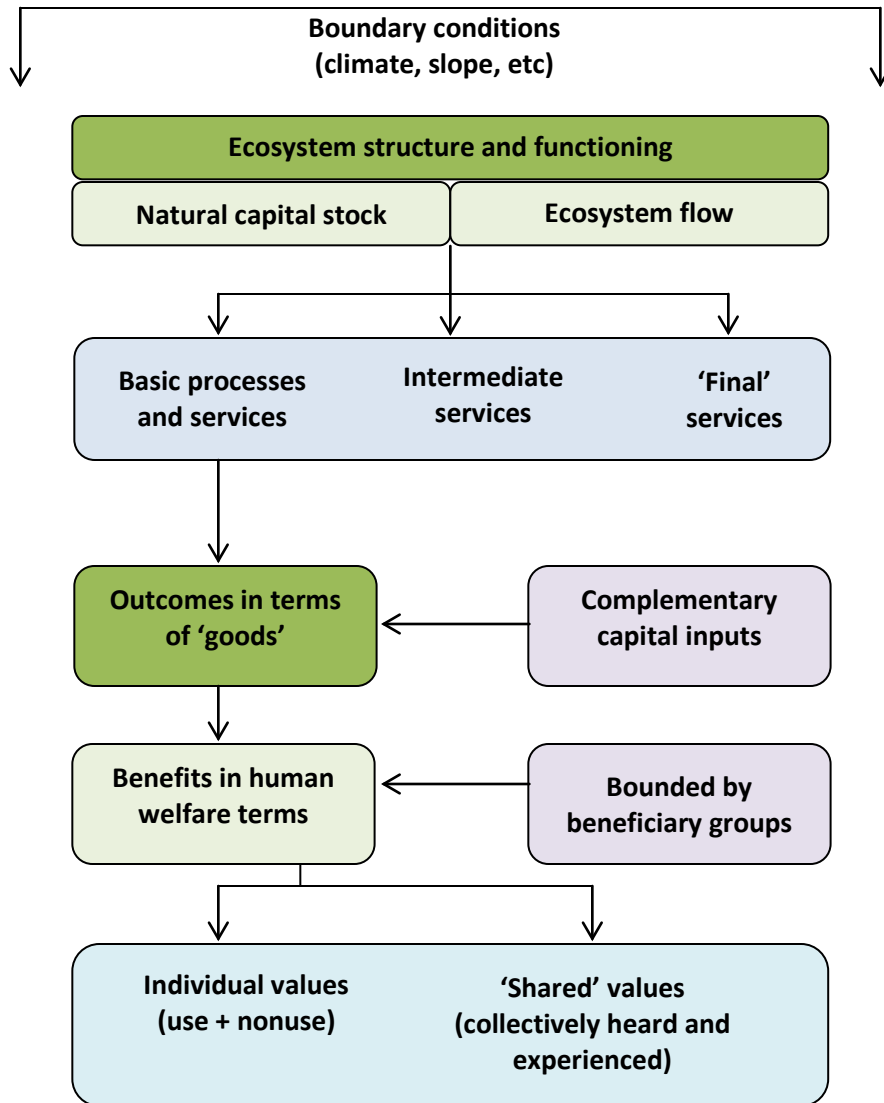 Boundary conditions
(climate, slope, etc)
Ecosystem structure and functioning
Natural capital stock
Ecosystem flow
Basic processes
and services
Intermediate
services
‘Final’
services
Outcomes in terms
of ‘goods’
Complementary
capital inputs
Benefits in human
welfare terms
Bounded by
beneficiary groups
Individual values
(use + nonuse)
‘Shared’ values
(collectively heard and
experienced)